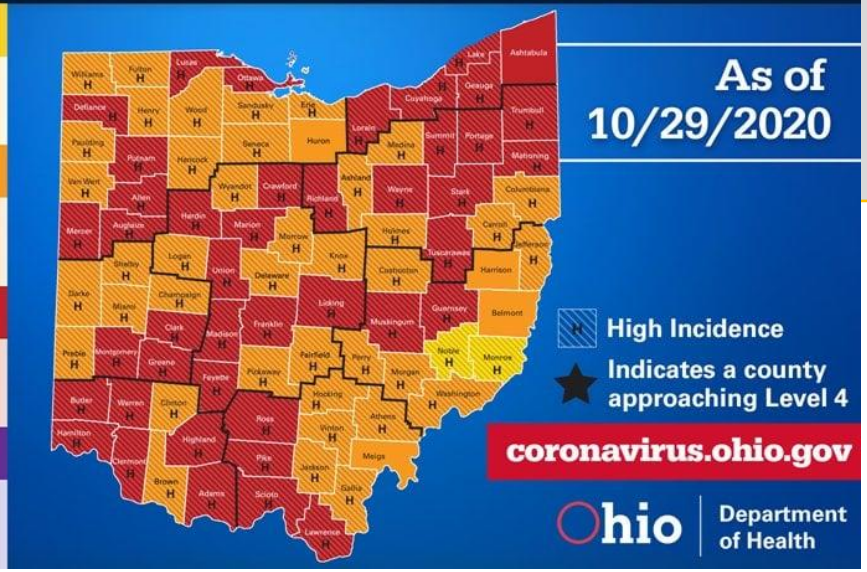 As of
10/29/2020
Williams H
Fulton H
Lucas H
Ottawa H
Lake H
Ashtabula
Geauga H
Cuyahoga H
Defiance H
Henry H
Wood H
Sandusky H
Erie H
Lorain H
Trumbull H
Paulding H
Putnam H
Hancock H
Seneca H
Huron
Medina H
Summit H
Portage H
Mahoning H
Van Wert H
Allen H
Wyandot H
Crawford H
Richland H
Ashland H
Wayne H
Stark H
Columbiana H
Mercer H
Auglaize H
Hardin H
Marion H
Morrow H
Holmes H
Tuscarawas H
Carroll H
Jefferson H
Shelby H
Logan H
Union H
Delaware H
Knox H
Coshocton H
Harrison
Darke H
Miami H
Champaign H
Licking H
Muskingum H
Guernsey H
Belmont
Clark H
Madison H
Franklin H
Preble H
Montgomery H
Greene H
Fayette H
Pickaway H
Fairfield H
Perry H
Morgan H
Noble H
Monroe H
Butler H
Warren H
Clinton H
Ross H
Hocking H
Athens H
Washington H
Hamilton H
Clermont H
Highland H
Pike H
Vinton H
Meigs
Brown H
Adams H
Scioto H
Jackson H
Gallia H
Lawrence H
H High Incidence
Indicates a county
approaching Level 4
coronavirus.ohio.gov
Ohio
Department
of Health